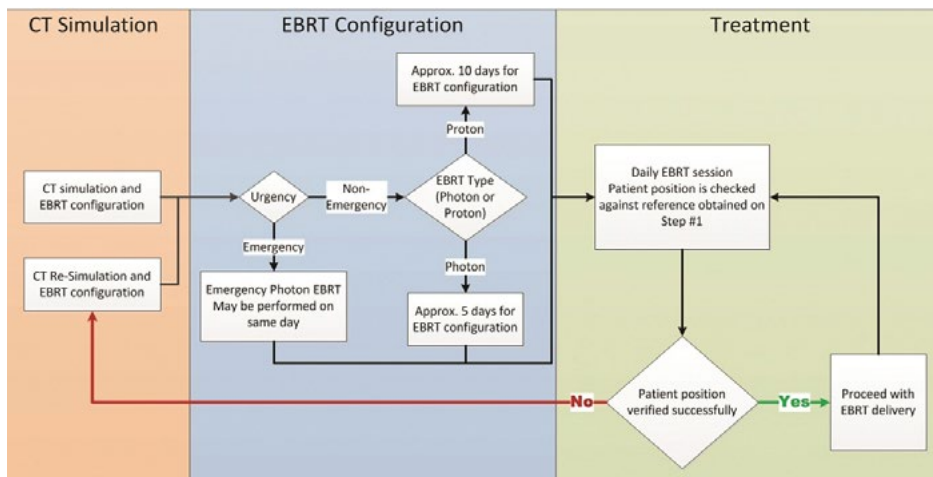 CT Simulation
EBRT Configuration
Treatment
Approx. 10 days for
EBRT configuration
Proton
CT simulation and
EBRT configuration
Urgency
Non-
Emergency
EBRT Type
(Photon or
Proton)
Daily EBRT session
Patient position is checked
against reference obtained on
Step #1
Emergency
Photon
CT Re-Simulation and
EBRT configuration
Emergency Photon EBRT
May be performed on
same day
Approx. 5 days for
EBRT configuration
No
Patient position
verified successfully
Yes
Proceed with
EBRT delivery